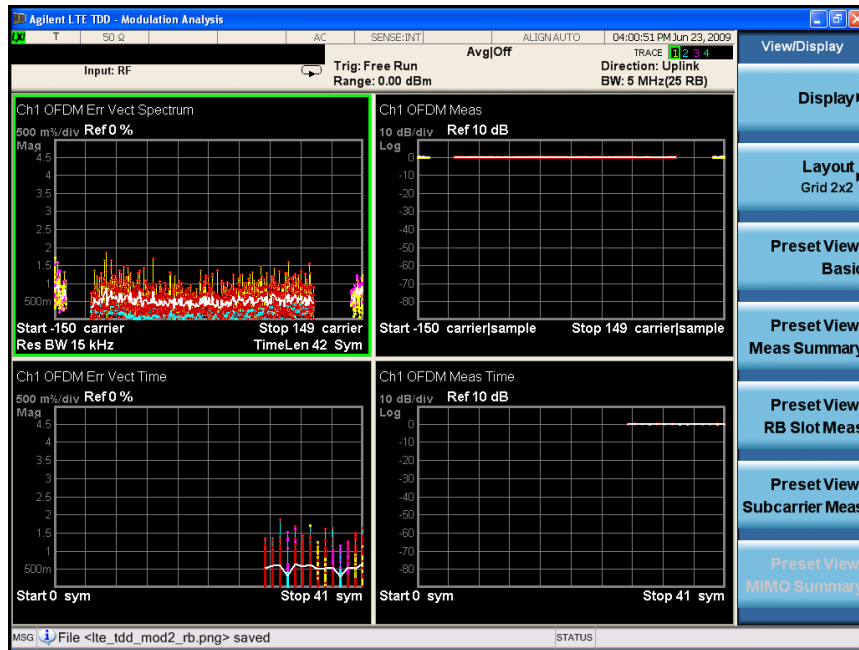 Agilent LTE TDD - Modulation Analysis
LXI T 50 Ω AC SENSE:INT ALIGN AUTO 04:00:51 PM Jun 23, 2009
Avg|Off TRACE 1 2 3 4
Input: RF Trig: Free Run Direction: Uplink
Range: 0.00 dBm BW: 5 MHz(25 RB)
Ch1 OFDM Err Vect Spectrum
500 m%/div Ref 0 %
Mag
4.5
4
3.5
3
2.5
2
1.5
1
500m
Start -150 carrier Stop 149 carrier
Res BW 15 kHz TimeLen 42 Sym
Ch1 OFDM Meas
10 dB/div Ref 10 dB
Log
0
-10
-20
-30
-40
-50
-60
-70
-80
Start -150 carrier|sample Stop 149 carrier|sample
Ch1 OFDM Err Vect Time
500 m%/div Ref 0 %
Mag
4.5
4
3.5
3
2.5
2
1.5
1
500m
Start 0 sym Stop 41 sym
Ch1 OFDM Meas Time
10 dB/div Ref 10 dB
Log
0
-10
-20
-30
-40
-50
-60
-70
-80
Start 0 sym Stop 41 sym
View/Display
Display
Layout
Grid 2x2
Preset View
Basic
Preset View
Meas Summary
Preset View
RB Slot Meas
Preset View
Subcarrier Meas
Preset View
MIMO Summary
MSG File <lte_tdd_mod2_rb.png> saved STATUS